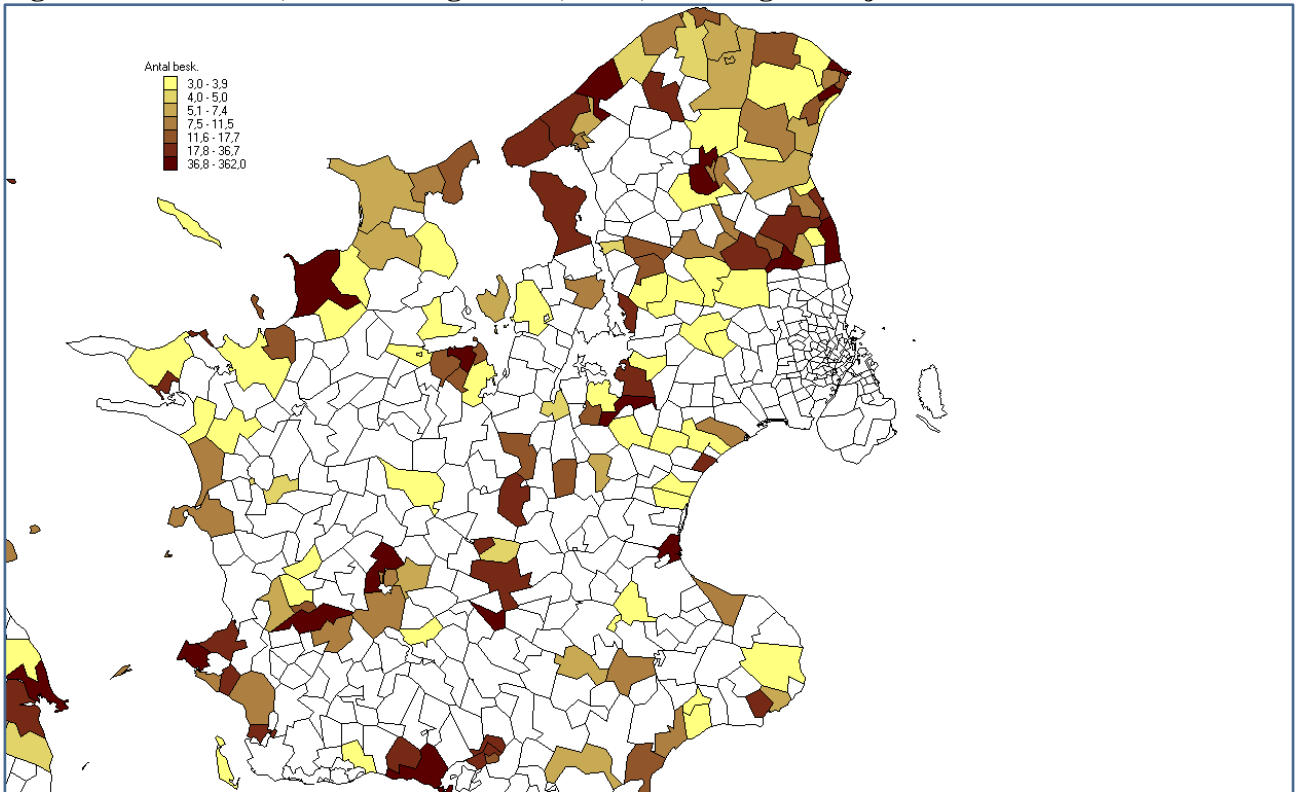 Antal besk.
3,0 - 3,9
4,0 - 5,0
5,1 - 7,4
7,5 - 11,5
11,6 - 17,7
17,8 - 36,7
36,8 - 362,0